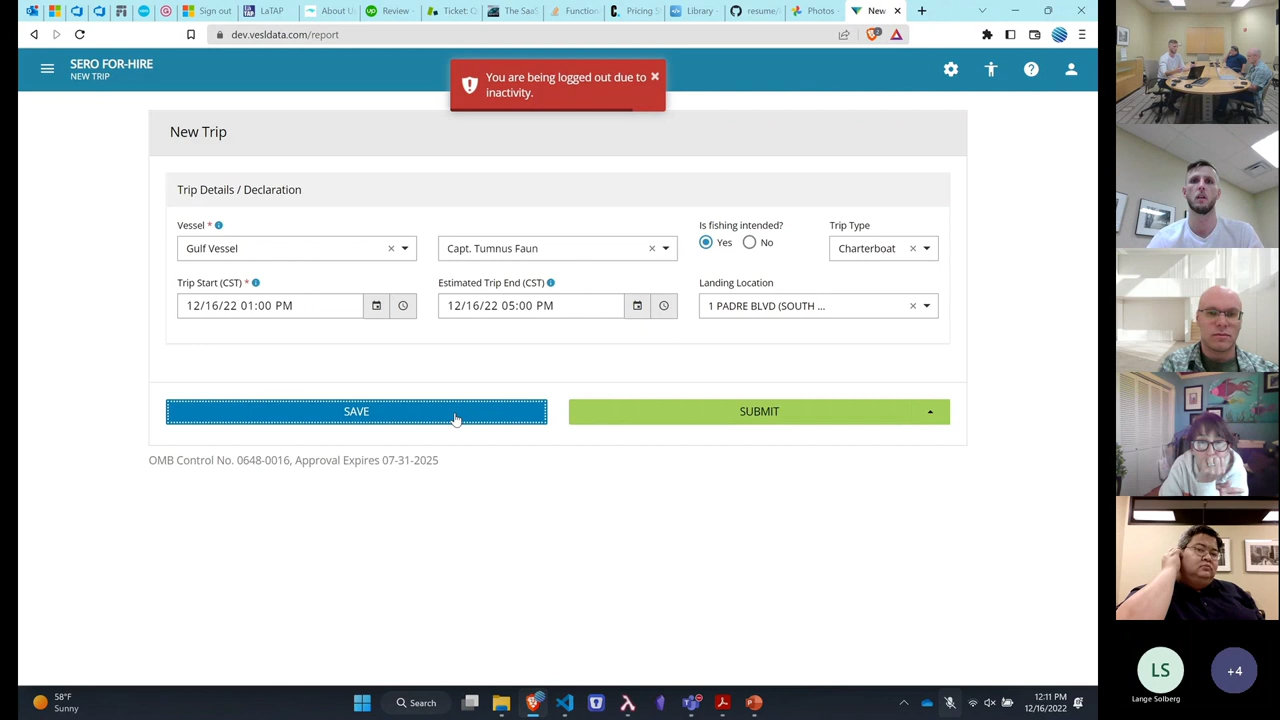 Sign out
LaTAP
About U
Review -
Ticket: Q
The SaaS
Function
Pricing S
Library -
resume/
Photos -
New
dev.vesldata.com/report
2
SERO FOR-HIRE
NEW TRIP
You are being logged out due to
inactivity.
New Trip
Trip Details / Declaration
Vessel *
Is fishing intended?
Trip Type
Gulf Vessel
Capt. Tumnus Faun
Yes
No
Charterboat
Trip Start (CST) *
Estimated Trip End (CST)
Landing Location
12/16/22 01:00 PM
12/16/22 05:00 PM
1 PADRE BLVD (SOUTH ...
SAVE
SUBMIT
OMB Control No. 0648-0016, Approval Expires 07-31-2025
LS
+4
Lange Solberg
58°F
Sunny
Search
12:11 PM
12/16/2022